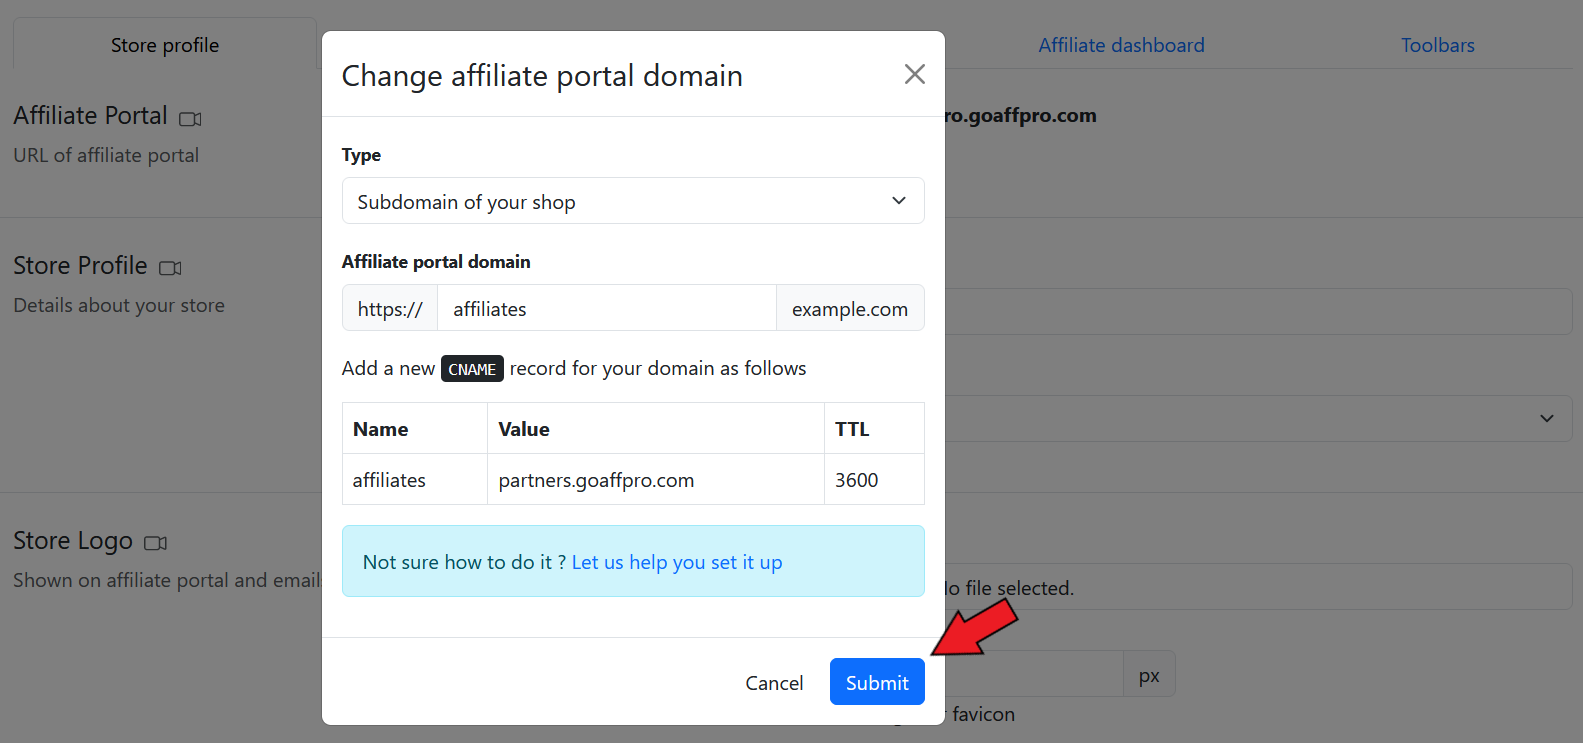 Store profile
Affiliate dashboard
Toolbars
Affiliate Portal
URL of affiliate portal
ro.goaffpro.com
Store Profile
Details about your store
Store Logo
Shown on affiliate portal and email
Change affiliate portal domain
Type
Subdomain of your shop
Affiliate portal domain
https:// affiliates example.com
Add a new CNAME record for your domain as follows
Name Value TTL
affiliates partners.goaffpro.com 3600
Not sure how to do it ? Let us help you set it up
Cancel Submit
file selected.
px
favicon